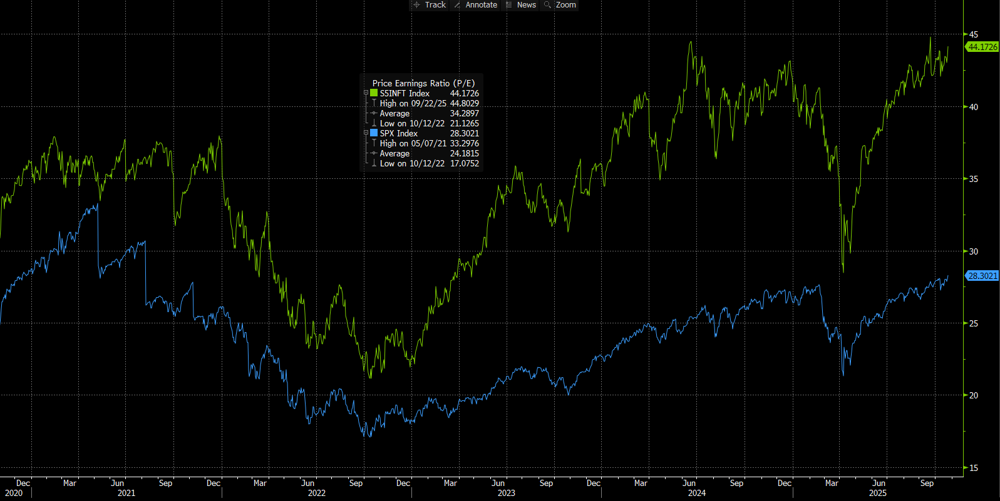 Track Annotate News Zoom
Price Earnings Ratio (P/E)
S5INFT Index 44.1726
High on 09/22/25 44.8029
Average 34.2897
Low on 10/12/22 21.1265
SPX Index 28.3021
High on 05/07/21 33.2976
Average 24.1815
Low on 10/12/22 17.0752
45
44.1726
40
35
30
28.3021
25
20
15
Dec Mar Jun Sep Dec Mar Jun Sep Dec Mar Jun Sep Dec Mar Jun Sep Dec Mar Jun Sep
2020 2021 2022 2023 2024 2025